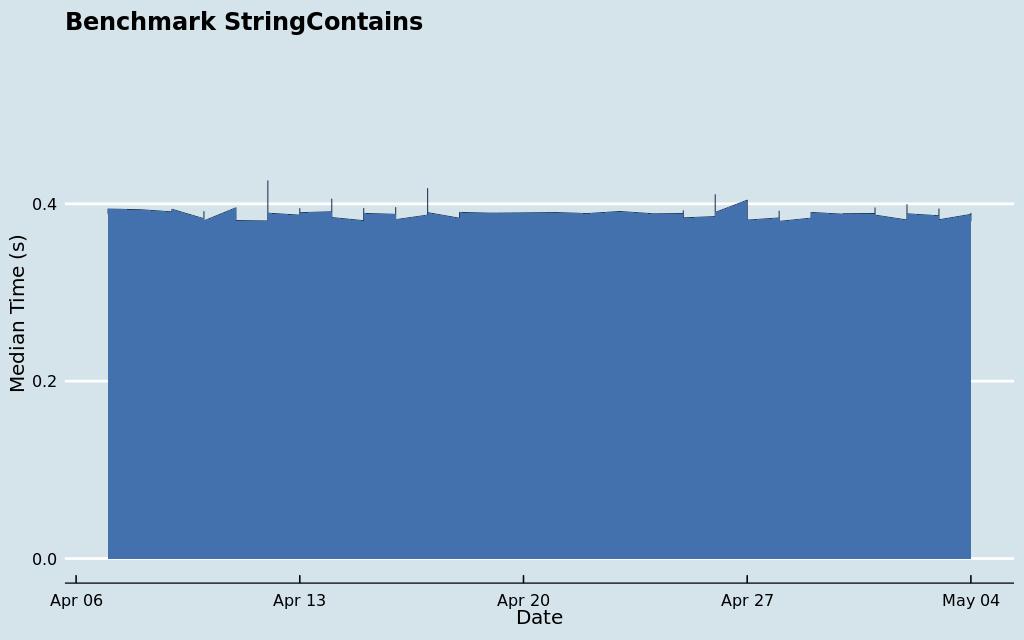 Benchmark StringContains
Median Time (s)
0.4
0.2
0.0
Apr 06 Apr 13 Apr 20 Apr 27 May 04
Date